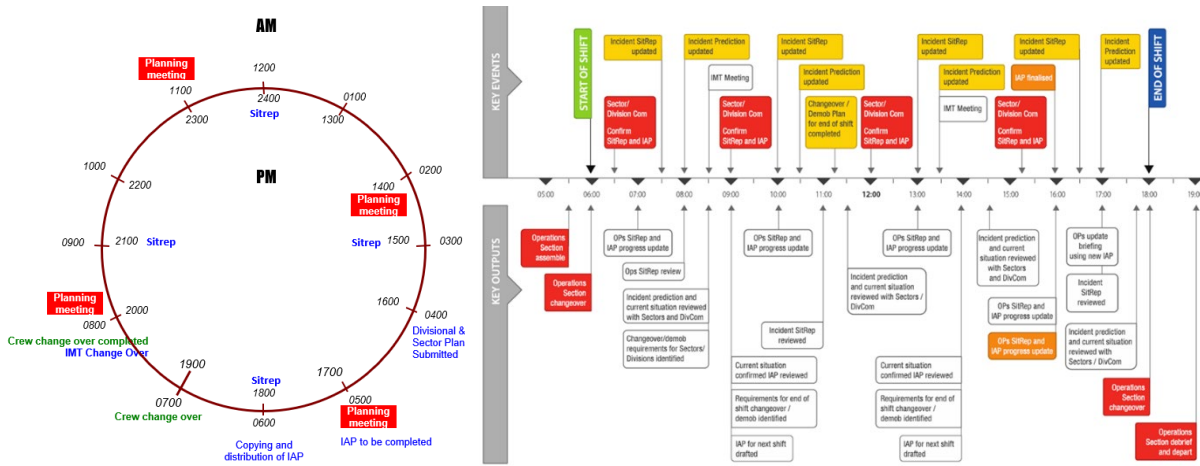 AM
Planning
meeting
1200
2400
Sitrep
1100
2300
0100
1300
1000
2200
0200
1400
Planning
meeting
PM
0900
2100
Sitrep
Sitrep
1500
0300
Planning
meeting
0800
2000
1600
0400
Divisional &
Sector Plan
Submitted
Crew change over completed
IMT Change Over
1900
0700
Crew change over
Sitrep
1800
0600
Copying and
distribution of IAP
1700
0500
Planning
meeting
IAP to be completed
KEY EVENTS
START OF SHIFT
Incident SitRep
updated
Sector/
Division Com
Confirm
SitRep and IAP
Incident Prediction
updated
IMT Meeting
Sector/
Division Com
Confirm
SitRep and IAP
Incident SitRep
updated
Incident Prediction
updated
Changeover /
Demob Plan
for end of shift
completed
Sector/
Division Com
Confirm
SitRep and IAP
Incident SitRep
updated
Incident Prediction
updated
IMT Meeting
Incident SitRep
updated
IAP finalised
Sector/
Division Com
Confirm
SitRep and IAP
Incident
Prediction
updated
END OF SHIFT
05:00
06:00
07:00
08:00
09:00
10:00
11:00
12:00
13:00
14:00
15:00
16:00
17:00
18:00
19:00
KEY OUTPUTS
Operations
Section
assemble
Operations
Section
changeover
OPs SitRep and
IAP progress update
Ops SitRep review
Incident prediction and
current situation reviewed
with Sectors and DivCom
Changeover/demob
requirements for Sectors/
Divisions identified
OPs SitRep and
IAP progress update
Incident SitRep
reviewed
Current situation
confirmed IAP reviewed
Requirements for end of
shift changeover /
demob identified
IAP for next shift
drafted
OPs SitRep and
IAP progress update
Incident prediction and
current situation
reviewed with Sectors /
DivCom
Current situation
confirmed IAP reviewed
Requirements for end of
shift changeover /
demob identified
IAP for next shift
drafted
Incident prediction
and current
situation reviewed
with Sectors
and DivCom
OPs SitRep and
IAP progress update
OPs SitRep and
IAP progress update
OPs update
briefing
using new IAP
Incident
SitRep
reviewed
Incident prediction
and current situation
reviewed with Sectors /
DivCom
Operations
Section
changeover
Operations
Section debrief
and depart